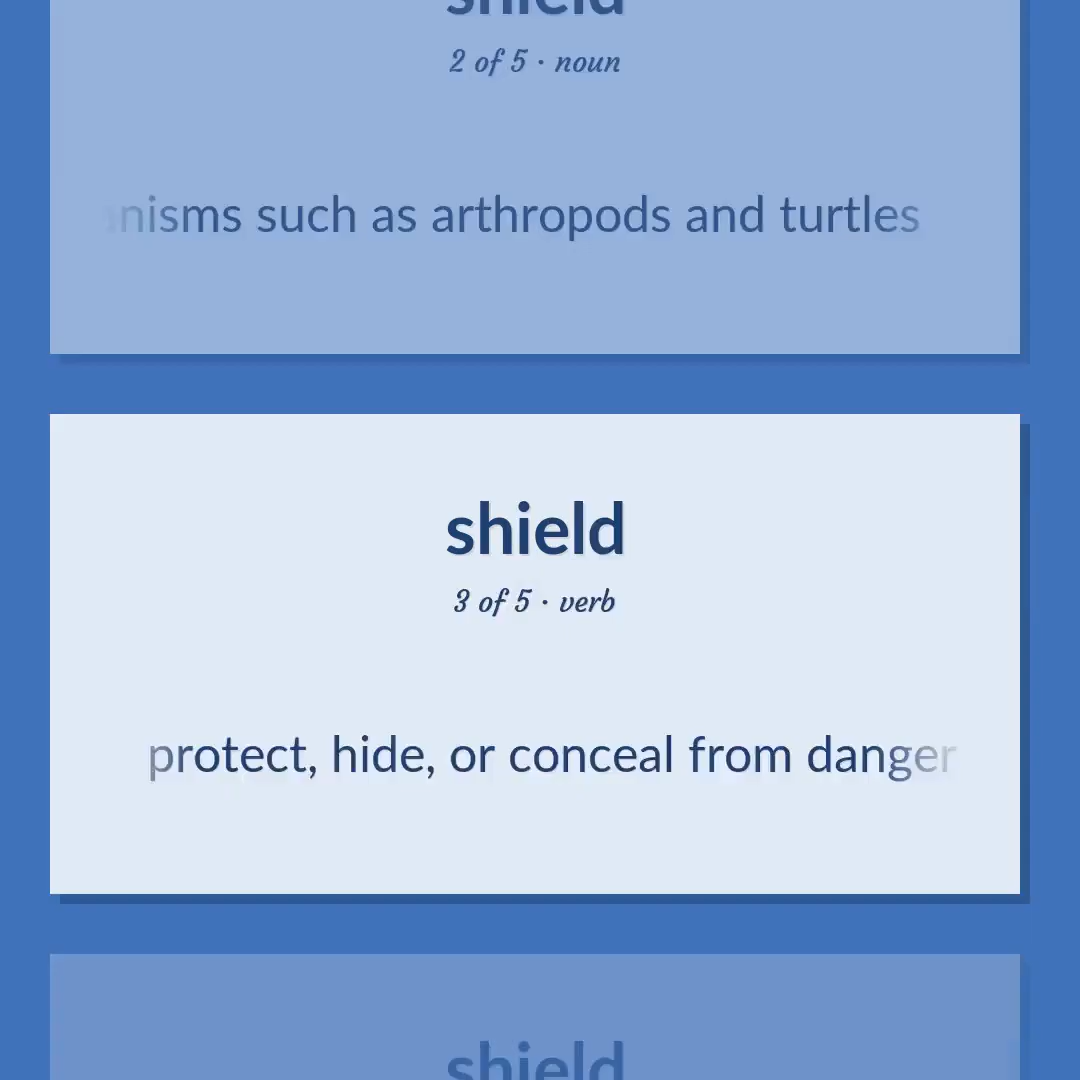 shield
2 of 5 · noun
nisms such as arthropods and turtles
shield
3 of 5 · verb
protect, hide, or conceal from danger
shield